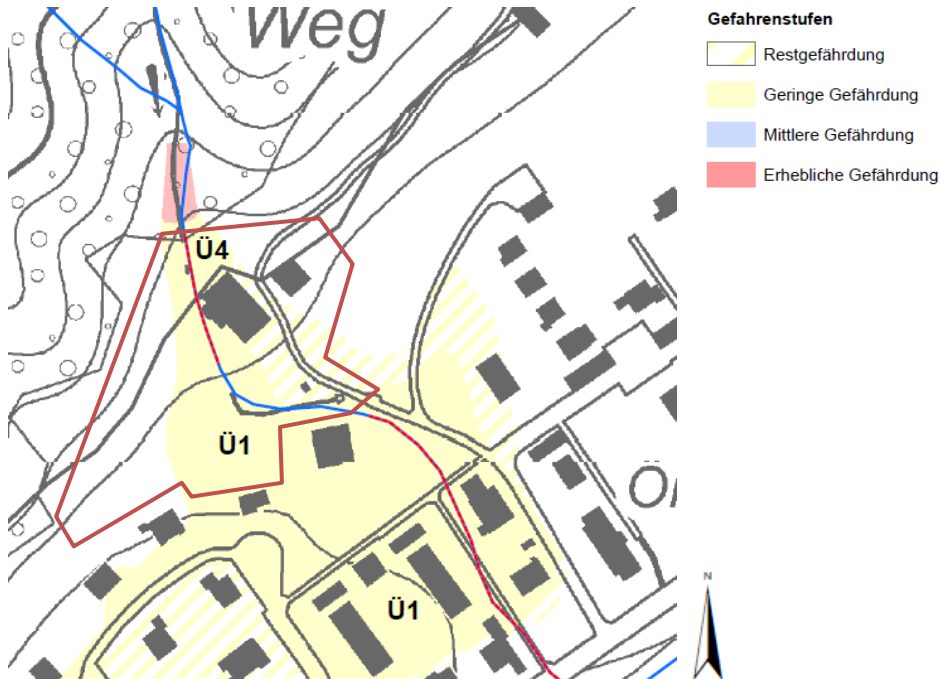 Weg
Ü4
Ü1
Ü1
Gefahrenstufen
Restgefährdung
Geringe Gefährdung
Mittlere Gefährdung
Erhebliche Gefährdung
N